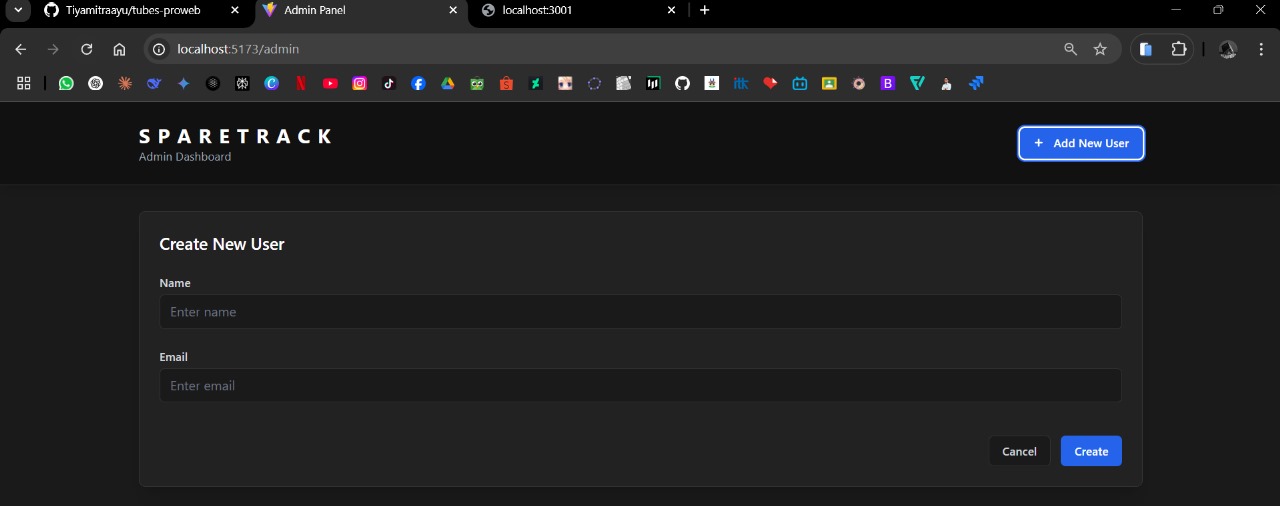 Tiyamitraayu/tubes-proweb
Admin Panel
localhost:3001
localhost:5173/admin
SPARETRACK
Admin Dashboard
+ Add New User
Create New User
Name
Enter name
Email
Enter email
Cancel
Create